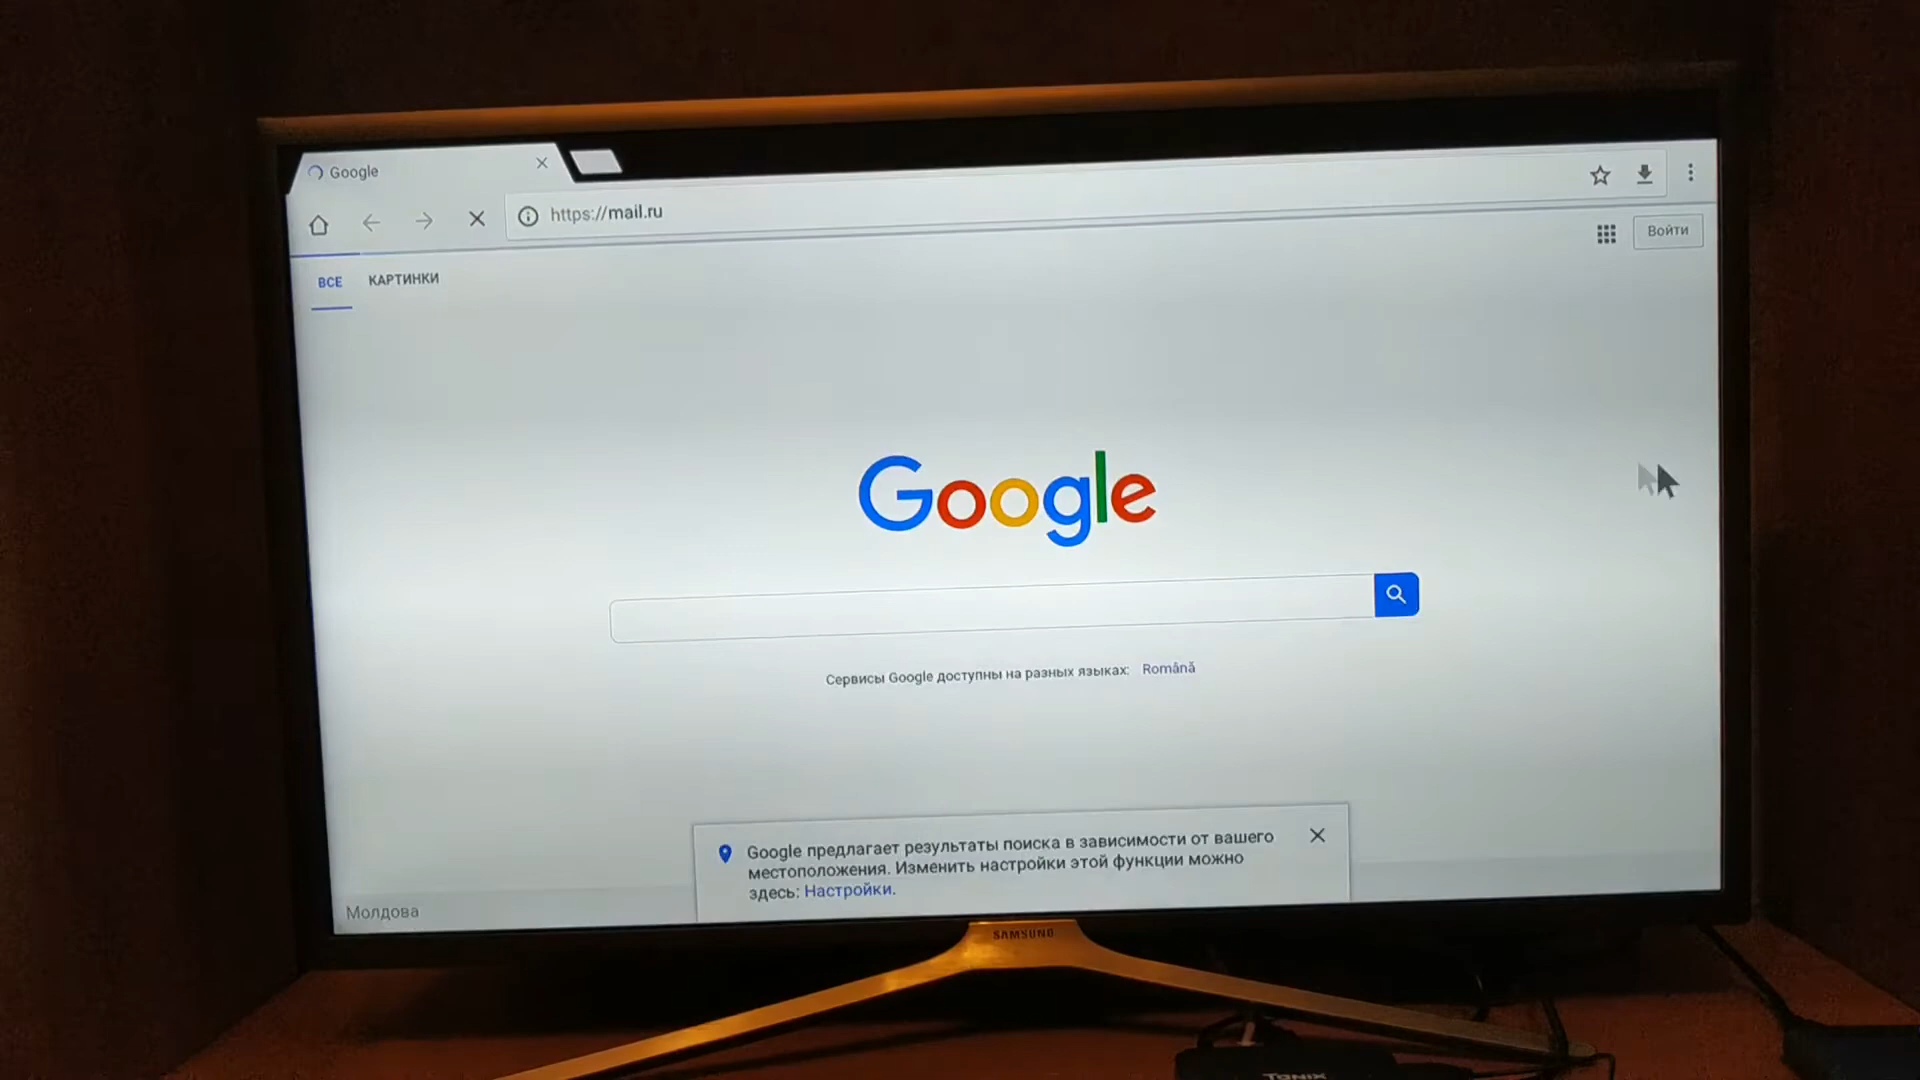 Google
https://mail.ru
Войти
ВСЕ КАРТИНКИ
Google
Сервисы Google доступны на разных языках: Română
Google предлагает результаты поиска в зависимости от вашего
местоположения. Изменить настройки этой функции можно
здесь: Настройки.
Молдова
SAMSUNG
TANIX